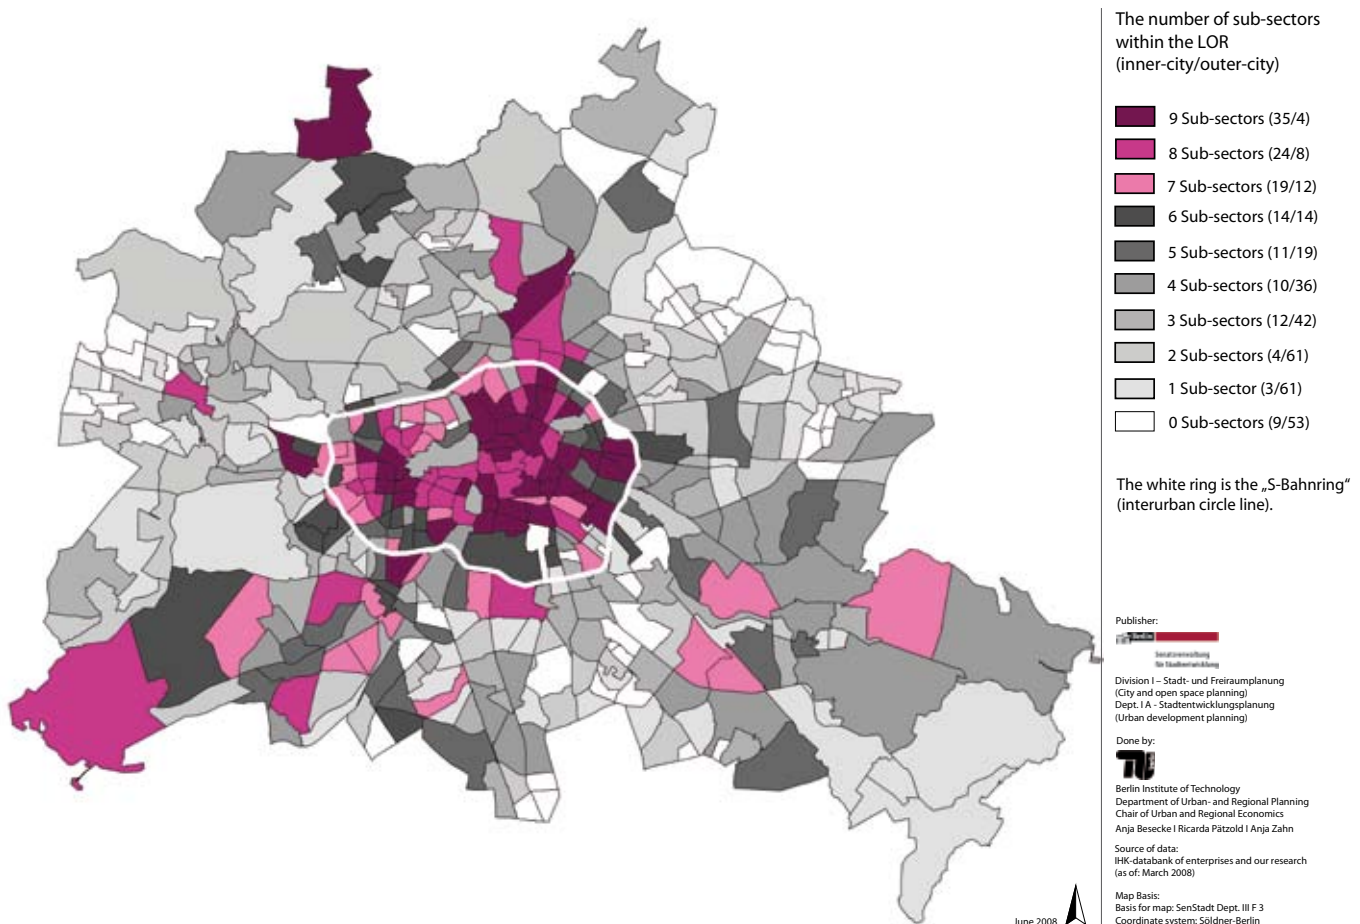 The number of sub-sectors
within the LOR
(inner-city/outer-city)
9 Sub-sectors (35/4)
8 Sub-sectors (24/8)
7 Sub-sectors (19/12)
6 Sub-sectors (14/14)
5 Sub-sectors (11/19)
4 Sub-sectors (10/36)
3 Sub-sectors (12/42)
2 Sub-sectors (4/61)
1 Sub-sector (3/61)
0 Sub-sectors (9/53)
The white ring is the „S-Bahnring“
(interurban circle line).
Publisher:
Berlin
Senatsverwaltung
für Stadtentwicklung
Division I – Stadt- und Freiraumplanung
(City and open space planning)
Dept. I A - Stadtentwicklungsplanung
(Urban development planning)
Done by:
Berlin Institute of Technology
Department of Urban- and Regional Planning
Chair of Urban and Regional Economics
Anja Besecke I Ricarda Pätzold I Anja Zahn
Source of data:
IHK-databank of enterprises and our research
(as of: March 2008)
Map Basis:
Basis for map: SenStadt Dept. III F 3
Coordinate system: Söldner-Berlin
June 2008